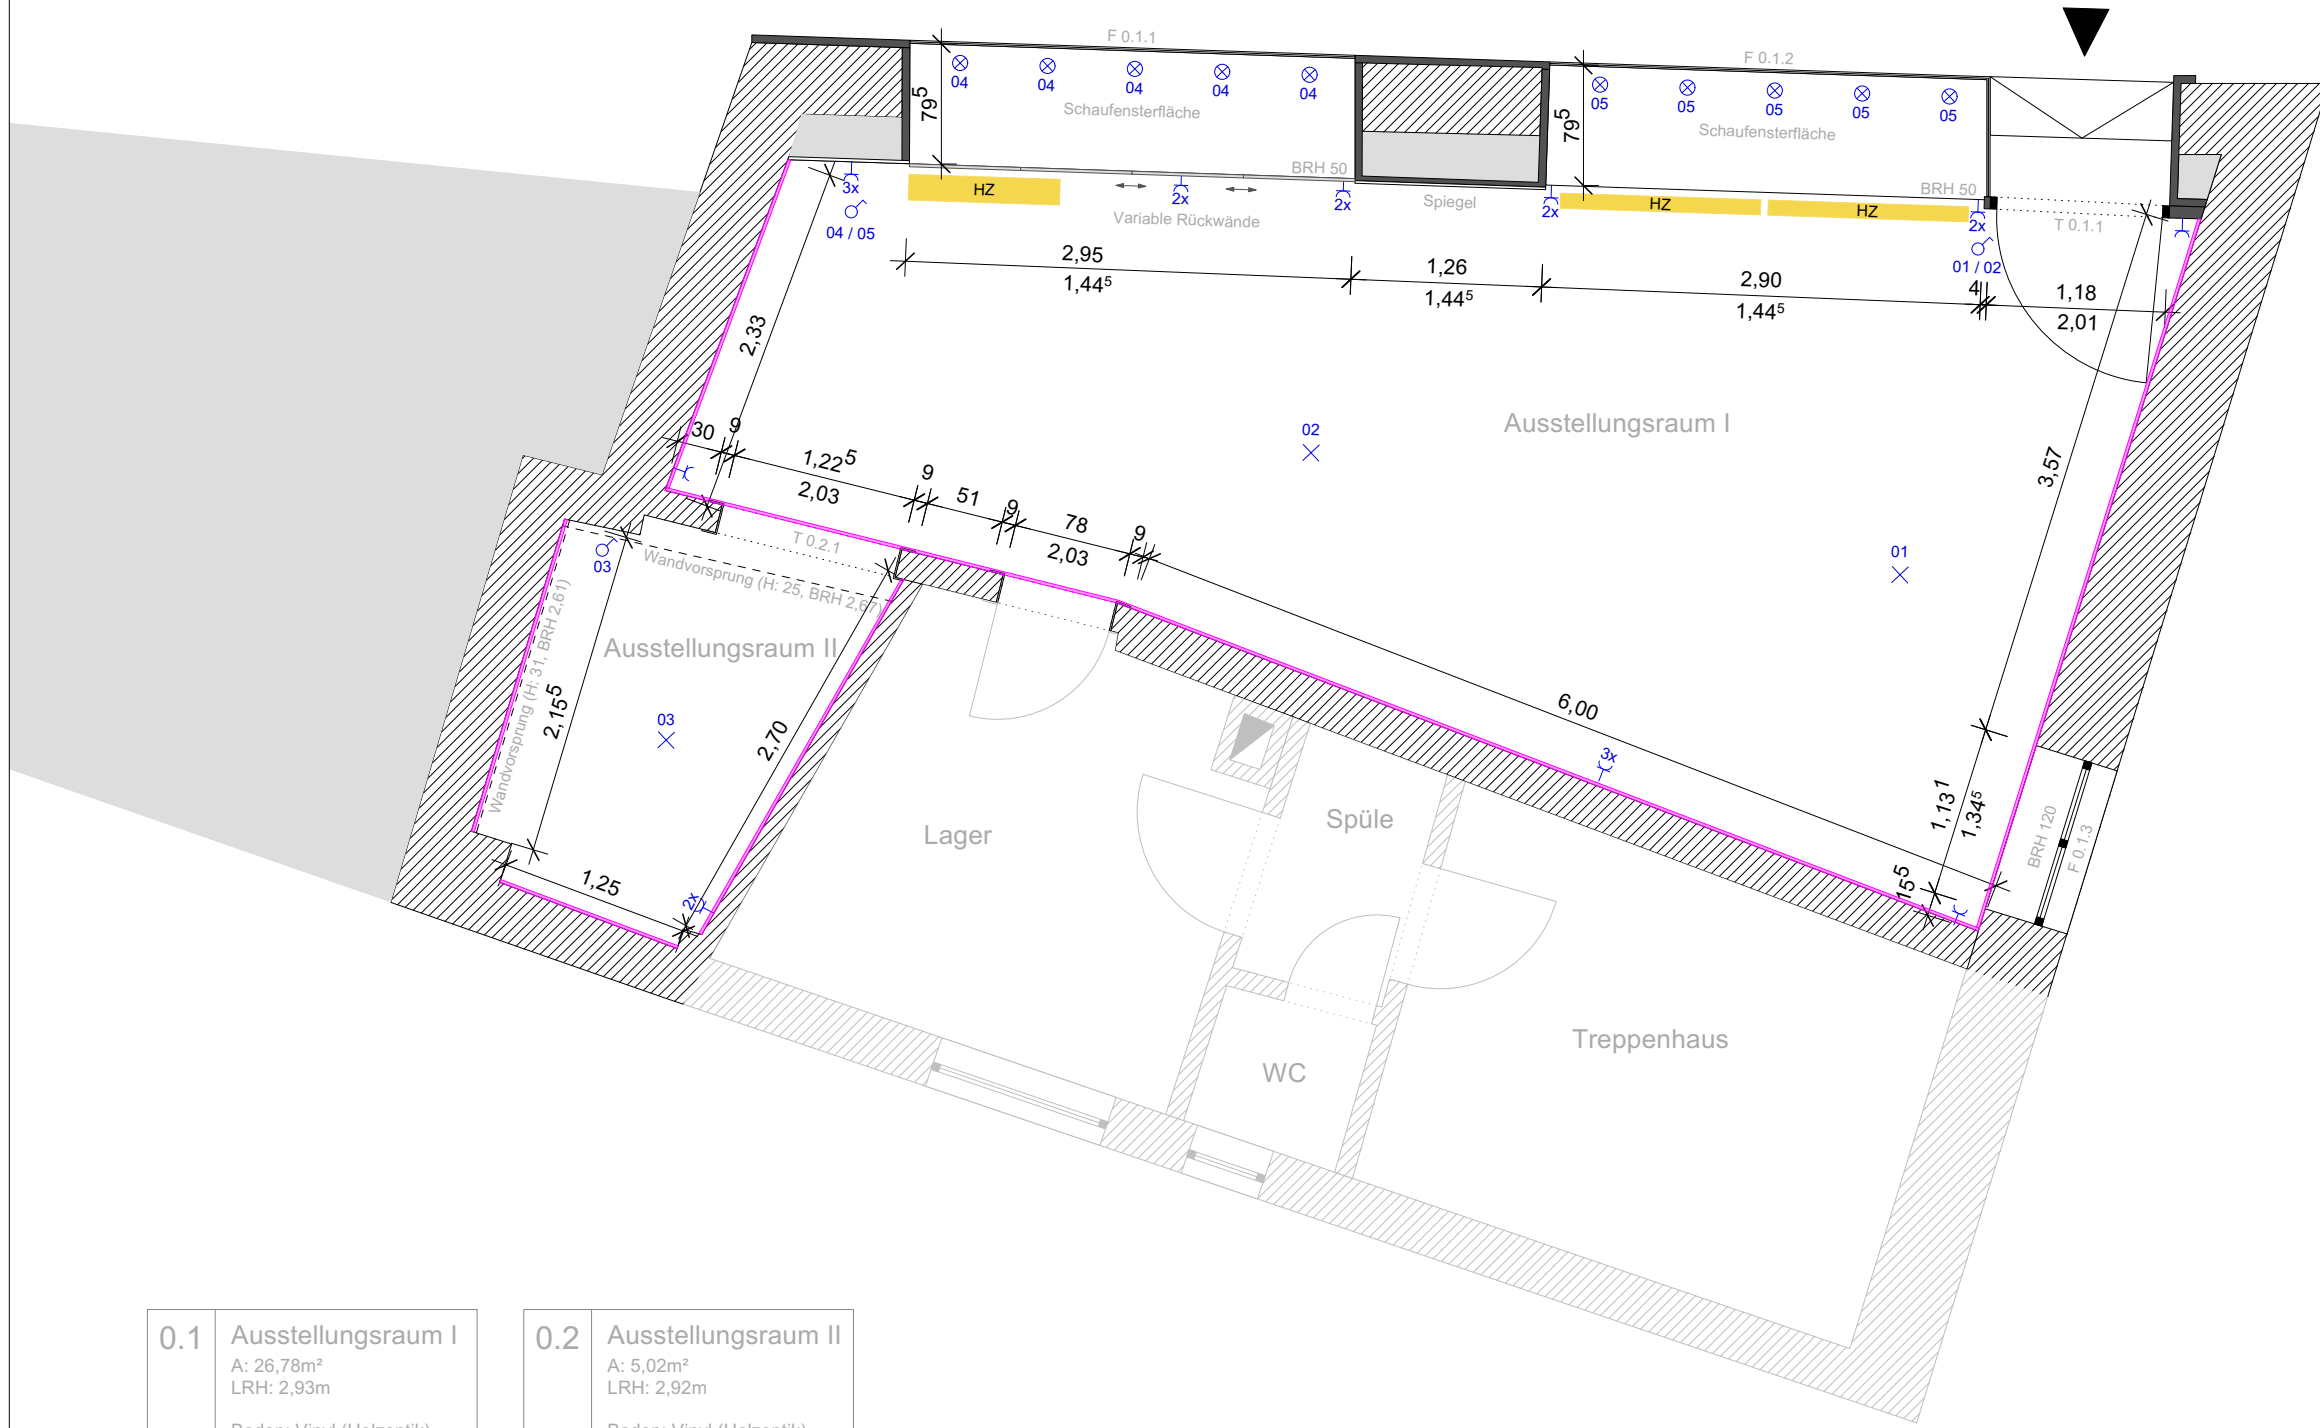 F 0.1.1
F 0.1.2
04
04
04
04
04
05
05
05
05
05
79⁵
Schaufensterfläche
79⁵
Schaufensterfläche
BRH 50
BRH 50
3x
HZ
2x
2x
2x
HZ
HZ
2x
Variable Rückwände
Spiegel
T 0.1.1
04 / 05
01 / 02
2,95
1,44⁵
1,26
1,44⁵
2,90
1,44⁵
4
1,18
2,01
2,33
3,57
30
9
1,22⁵
2,03
9
51
9
78
2,03
9
02
Ausstellungsraum I
01
T 0.2.1
03
Wandvorsprung (H: 25, BRH 2,67)
Wandvorsprung (H: 31, BRH 2,61)
Ausstellungsraum II
2,15⁵
03
2,70
6,00
3x
1,13¹
1,34⁵
BRH 120
F 0.1.3
15⁵
1,25
2x
Lager
Spüle
WC
Treppenhaus
0.1
Ausstellungsraum I
A: 26,78m²
LRH: 2,93m
Boden: Vinyl (Holzoptik)
0.2
Ausstellungsraum II
A: 5,02m²
LRH: 2,92m
Boden: Vinyl (Holzoptik)